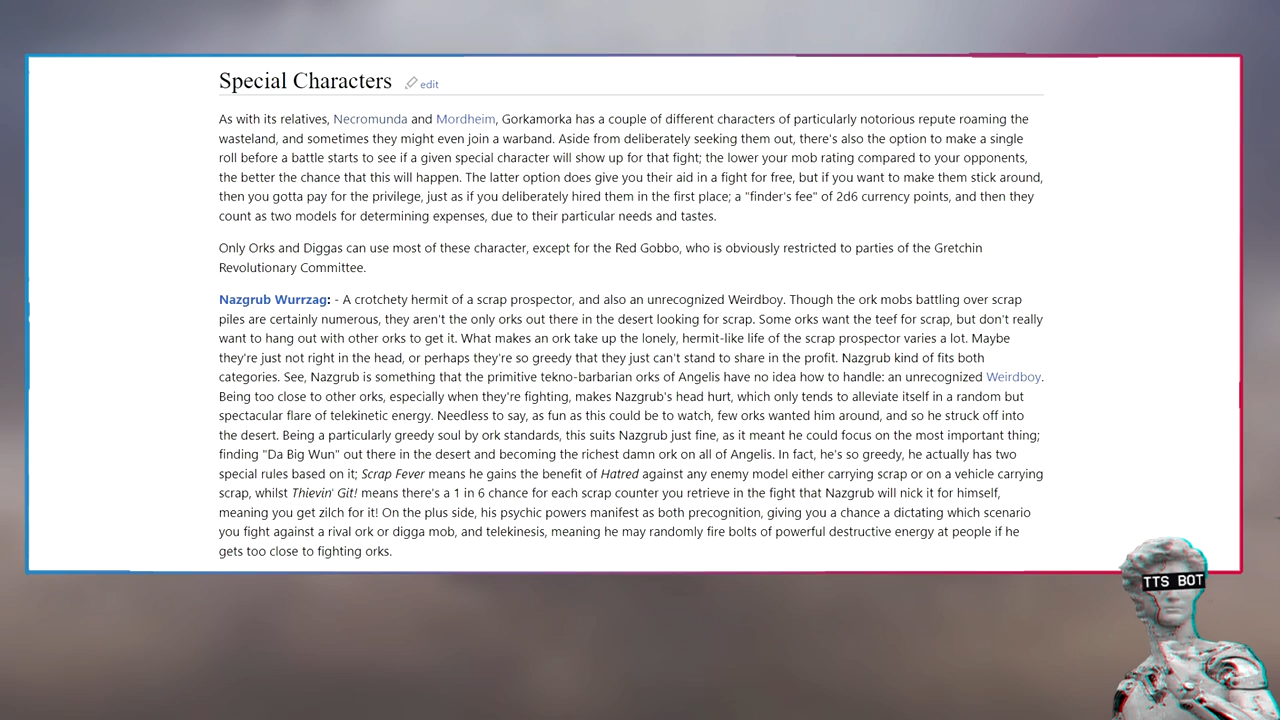 Special Characters edit
As with its relatives, Necromunda and Mordheim, Gorkamorka has a couple of different characters of particularly notorious repute roaming the
wasteland, and sometimes they might even join a warband. Aside from deliberately seeking them out, there's also the option to make a single
roll before a battle starts to see if a given special character will show up for that fight; the lower your mob rating compared to your opponents,
the better the chance that this will happen. The latter option does give you their aid in a fight for free, but if you want to make them stick around,
then you gotta pay for the privilege, just as if you deliberately hired them in the first place; a "finder's fee" of 2d6 currency points, and then they
count as two models for determining expenses, due to their particular needs and tastes.
Only Orks and Diggas can use most of these character, except for the Red Gobbo, who is obviously restricted to parties of the Gretchin
Revolutionary Committee.
Nazgrub Wurrzag: - A crotchety hermit of a scrap prospector, and also an unrecognized Weirdboy. Though the ork mobs battling over scrap
piles are certainly numerous, they aren't the only orks out there in the desert looking for scrap. Some orks want the teef for scrap, but don't really
want to hang out with other orks to get it. What makes an ork take up the lonely, hermit-like life of the scrap prospector varies a lot. Maybe
they're just not right in the head, or perhaps they're so greedy that they just can't stand to share in the profit. Nazgrub kind of fits both
categories. See, Nazgrub is something that the primitive tekno-barbarian orks of Angelis have no idea how to handle: an unrecognized Weirdboy.
Being too close to other orks, especially when they're fighting, makes Nazgrub's head hurt, which only tends to alleviate itself in a random but
spectacular flare of telekinetic energy. Needless to say, as fun as this could be to watch, few orks wanted him around, and so he struck off into
the desert. Being a particularly greedy soul by ork standards, this suits Nazgrub just fine, as it meant he could focus on the most important thing;
finding "Da Big Wun" out there in the desert and becoming the richest damn ork on all of Angelis. In fact, he's so greedy, he actually has two
special rules based on it; Scrap Fever means he gains the benefit of Hatred against any enemy model either carrying scrap or on a vehicle carrying
scrap, whilst Thievin' Git! means there's a 1 in 6 chance for each scrap counter you retrieve in the fight that Nazgrub will nick it for himself,
meaning you get zilch for it! On the plus side, his psychic powers manifest as both precognition, giving you a chance a dictating which scenario
you fight against a rival ork or digga mob, and telekinesis, meaning he may randomly fire bolts of powerful destructive energy at people if he
gets too close to fighting orks.
TTS BOT